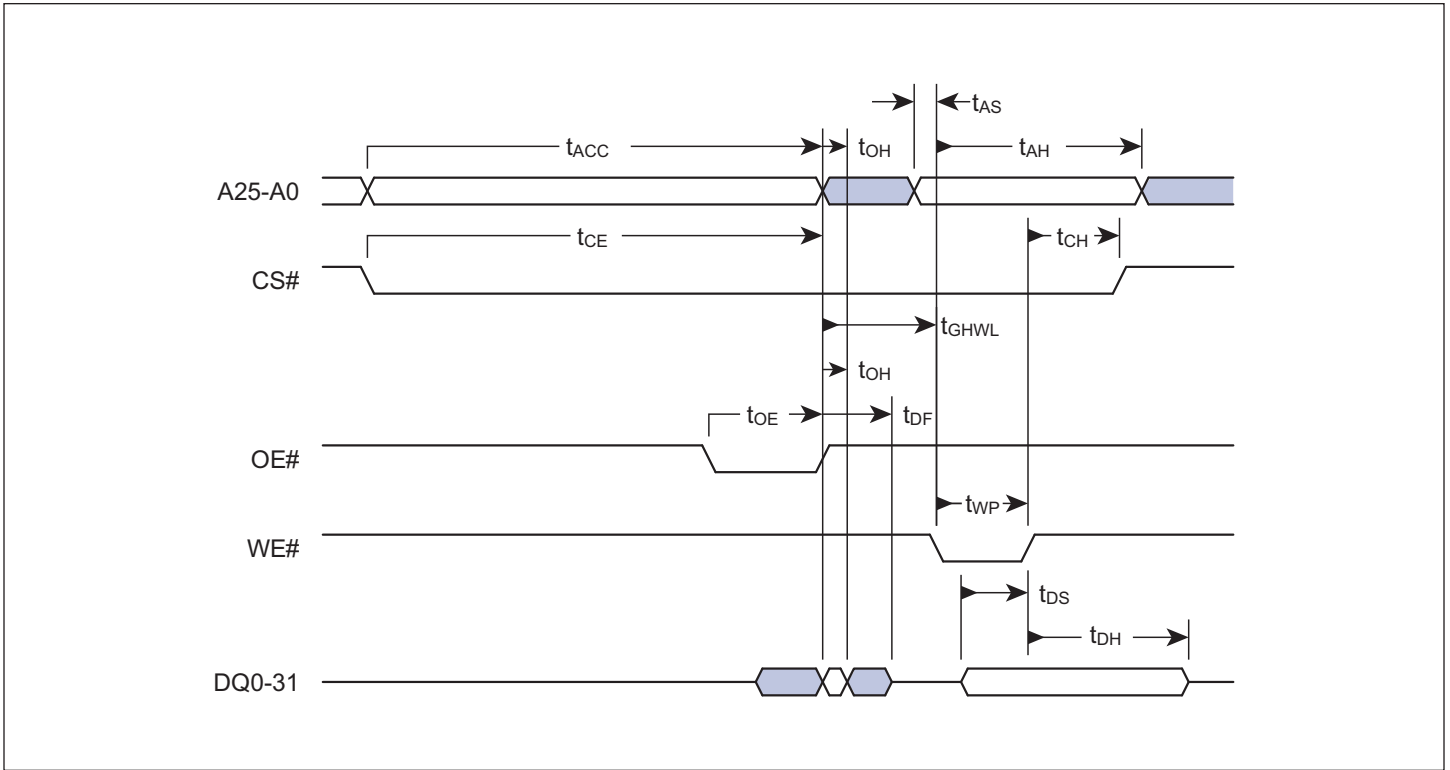 tAS
tACC
tOH
tAH
A25-A0
tCE
tCH
CS#
tGHWL
tOH
tOE
tDF
OE#
tWP
WE#
tDS
tDH
DQ0-31